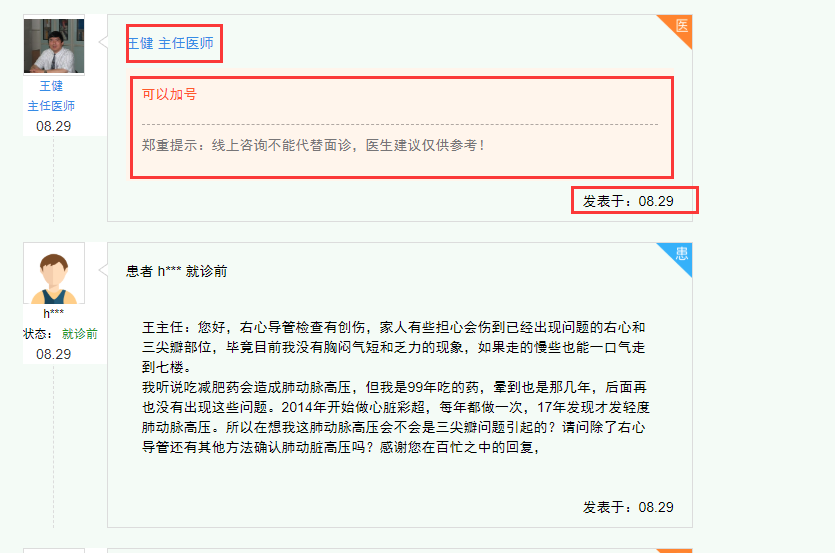 王健 主任医师
医
王健
主任医师
08.29
可以加号
郑重提示：线上咨询不能代替面诊，医生建议仅供参考！
发表于：08.29
患者 h*** 就诊前
患
h***
状态： 就诊前
08.29
王主任：您好，右心导管检查有创伤，家人有些担心会伤到已经出现问题的右心和
三尖瓣部位，毕竟目前我没有胸闷气短和乏力的现象，如果走的慢些也能一口气走
到七楼。
我听说吃减肥药会造成肺动脉高压，但我是99年吃的药，晕到也是那几年，后面再
也没有出现这些问题。2014年开始做心脏彩超，每年都做一次，17年发现才发轻度
肺动脉高压。所以在想我这肺动脉高压会不会是三尖瓣问题引起的？请问除了右心
导管还有其他方法确认肺动脏高压吗？感谢您在百忙之中的回复，
发表于：08.29